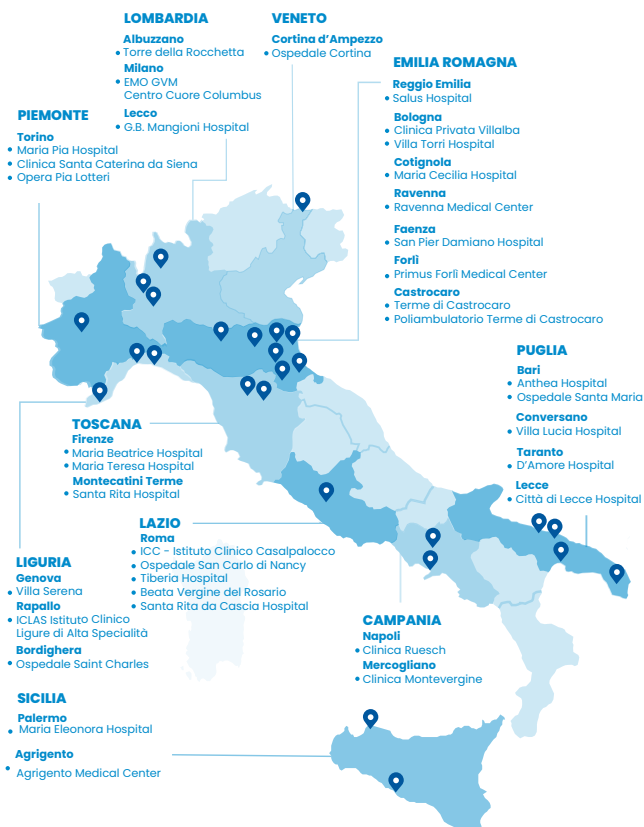 LOMBARDIA
Albuzzano
• Torre della Rocchetta
Milano
• EMO GVM
Centro Cuore Columbus
Lecco
• G.B. Mangioni Hospital
VENETO
Cortina d’Ampezzo
• Ospedale Cortina
EMILIA ROMAGNA
Reggio Emilia
• Salus Hospital
Bologna
• Clinica Privata Villalba
• Villa Torri Hospital
Cotignola
• Maria Cecilia Hospital
Ravenna
• Ravenna Medical Center
Faenza
• San Pier Damiano Hospital
Forlì
• Primus Forlì Medical Center
Castrocaro
• Terme di Castrocaro
• Poliambulatorio Terme di Castrocaro
PIEMONTE
Torino
• Maria Pia Hospital
• Clinica Santa Caterina da Siena
• Opera Pia Lotteri
PUGLIA
Bari
• Anthea Hospital
• Ospedale Santa Maria
Conversano
• Villa Lucia Hospital
Taranto
• D’Amore Hospital
Lecce
• Città di Lecce Hospital
TOSCANA
Firenze
• Maria Beatrice Hospital
• Maria Teresa Hospital
Montecatini Terme
• Santa Rita Hospital
LAZIO
Roma
• ICC - Istituto Clinico Casalpalocco
• Ospedale San Carlo di Nancy
• Tiberia Hospital
• Beata Vergine del Rosario
• Santa Rita da Cascia Hospital
LIGURIA
Genova
• Villa Serena
Rapallo
• ICLAS Istituto Clinico
Ligure di Alta Specialità
Bordighera
• Ospedale Saint Charles
CAMPANIA
Napoli
• Clinica Ruesch
Mercogliano
• Clinica Montevergine
SICILIA
Palermo
• Maria Eleonora Hospital
Agrigento
• Agrigento Medical Center